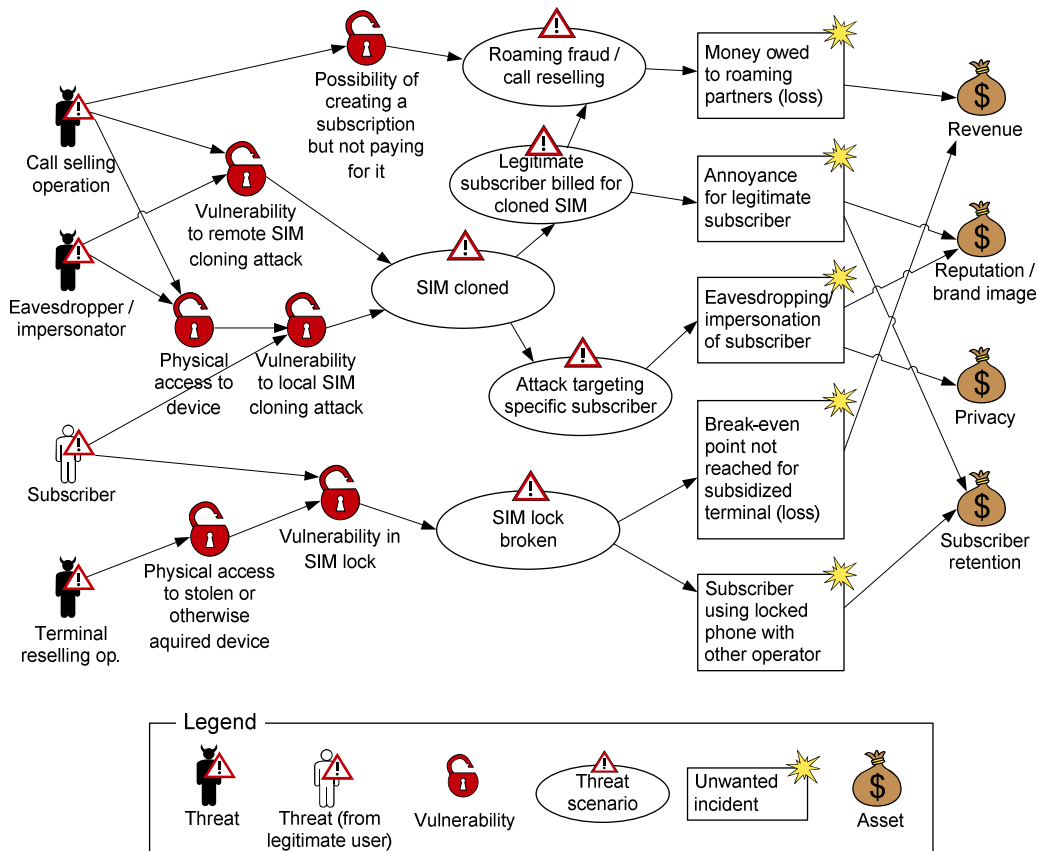 Roaming fraud /
call reselling
Money owed
to roaming
partners (loss)
Possibility of
creating a
subscription
but not paying
for it
Revenue
Call selling
operation
Legitimate
subscriber billed for
cloned SIM
Annoyance
for legitimate
subscriber
Vulnerability
to remote SIM
cloning attack
Reputation /
brand image
SIM cloned
Eavesdropping/
impersonation
of subscriber
Eavesdropper /
impersonator
Physical
access to
device
Vulnerability
to local SIM
cloning attack
Attack targeting
specific subscriber
Privacy
Break-even
point not
reached for
subsidized
terminal (loss)
Subscriber
Vulnerability in
SIM lock
SIM lock
broken
Subscriber
retention
Physical access
to stolen or
otherwise
aquired device
Subscriber
using locked
phone with
other operator
Terminal
reselling op.
Legend
Threat
Threat (from
legitimate user)
Vulnerability
Threat
scenario
Unwanted
incident
Asset